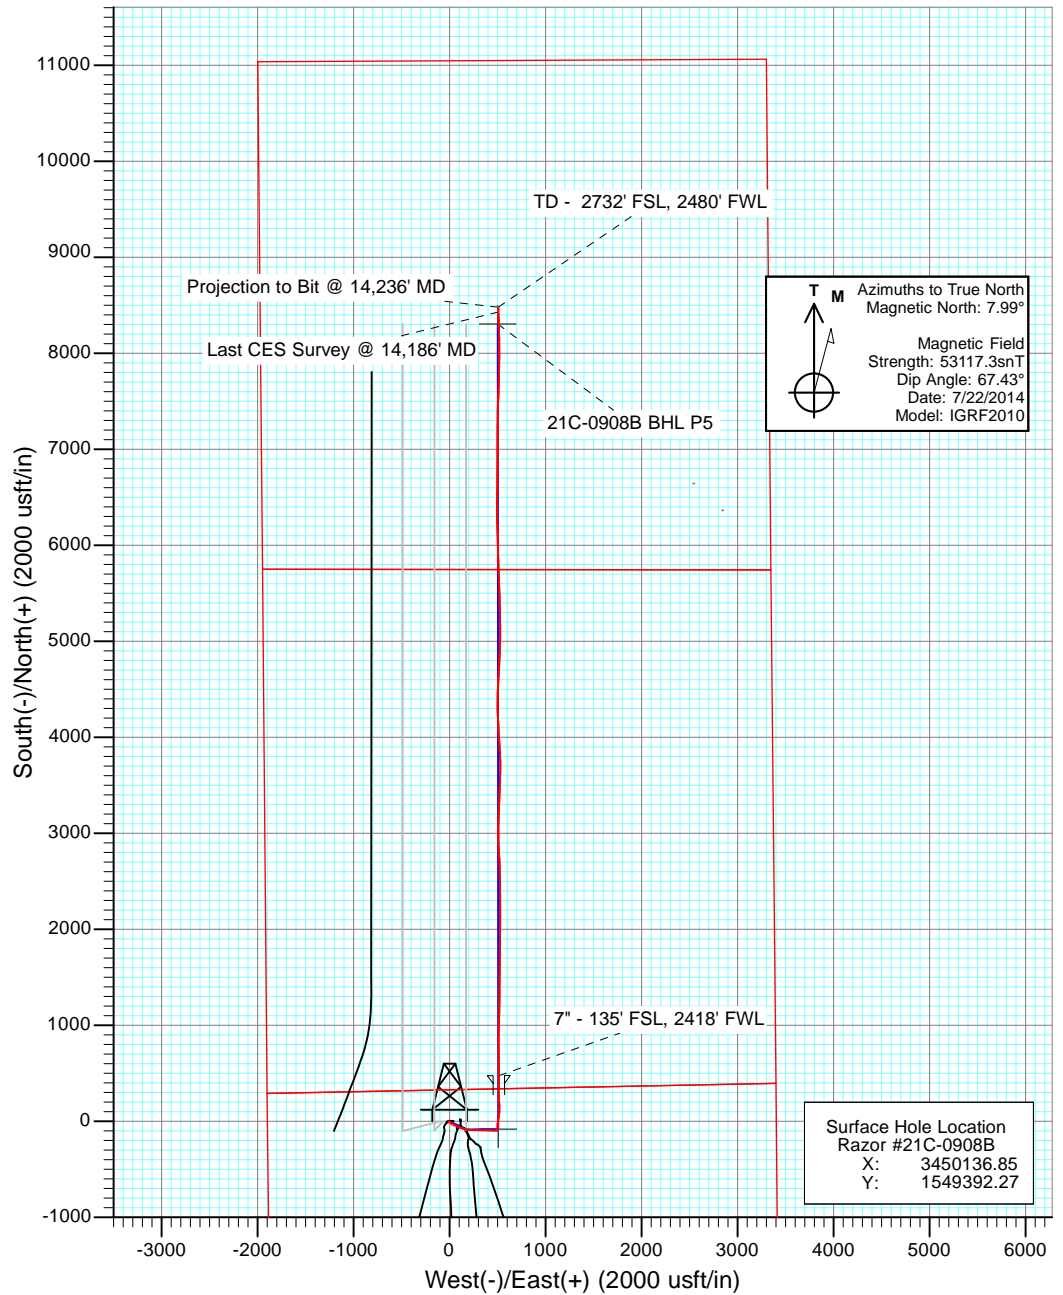 11000
10000
9000
8000
7000
6000
5000
4000
3000
2000
1000
0
-1000
South(-)/North(+) (2000 usft/in)
-3000
-2000
-1000
0
1000
2000
3000
4000
5000
6000
West(-)/East(+) (2000 usft/in)
TD -  2732' FSL, 2480' FWL
Projection to Bit @ 14,236' MD
Last CES Survey @ 14,186' MD
21C-0908B BHL P5
7" - 135' FSL, 2418' FWL
T M
Azimuths to True North
Magnetic North: 7.99°
Magnetic Field
Strength: 53117.3snT
Dip Angle: 67.43°
Date: 7/22/2014
Model: IGRF2010
Surface Hole Location
Razor #21C-0908B
X: 3450136.85
Y: 1549392.27